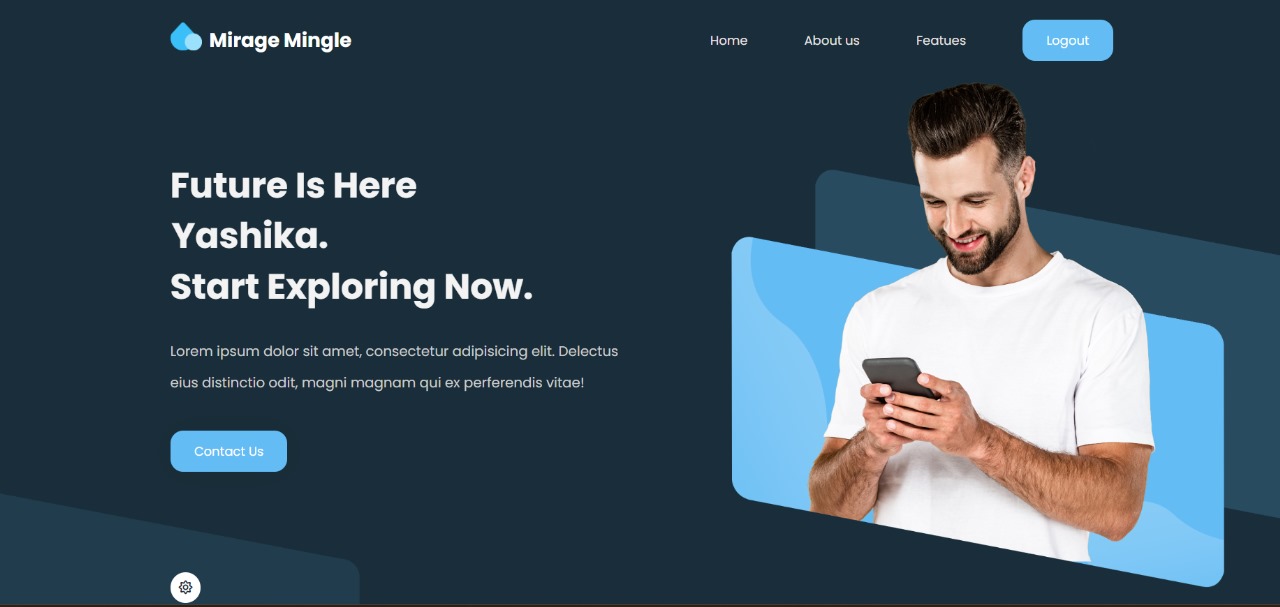 Mirage Mingle
Home
About us
Featues
Logout
Future Is Here
Yashika.
Start Exploring Now.
Lorem ipsum dolor sit amet, consectetur adipisicing elit. Delectus
eius distinctio odit, magni magnam qui ex perferendis vitae!
Contact Us